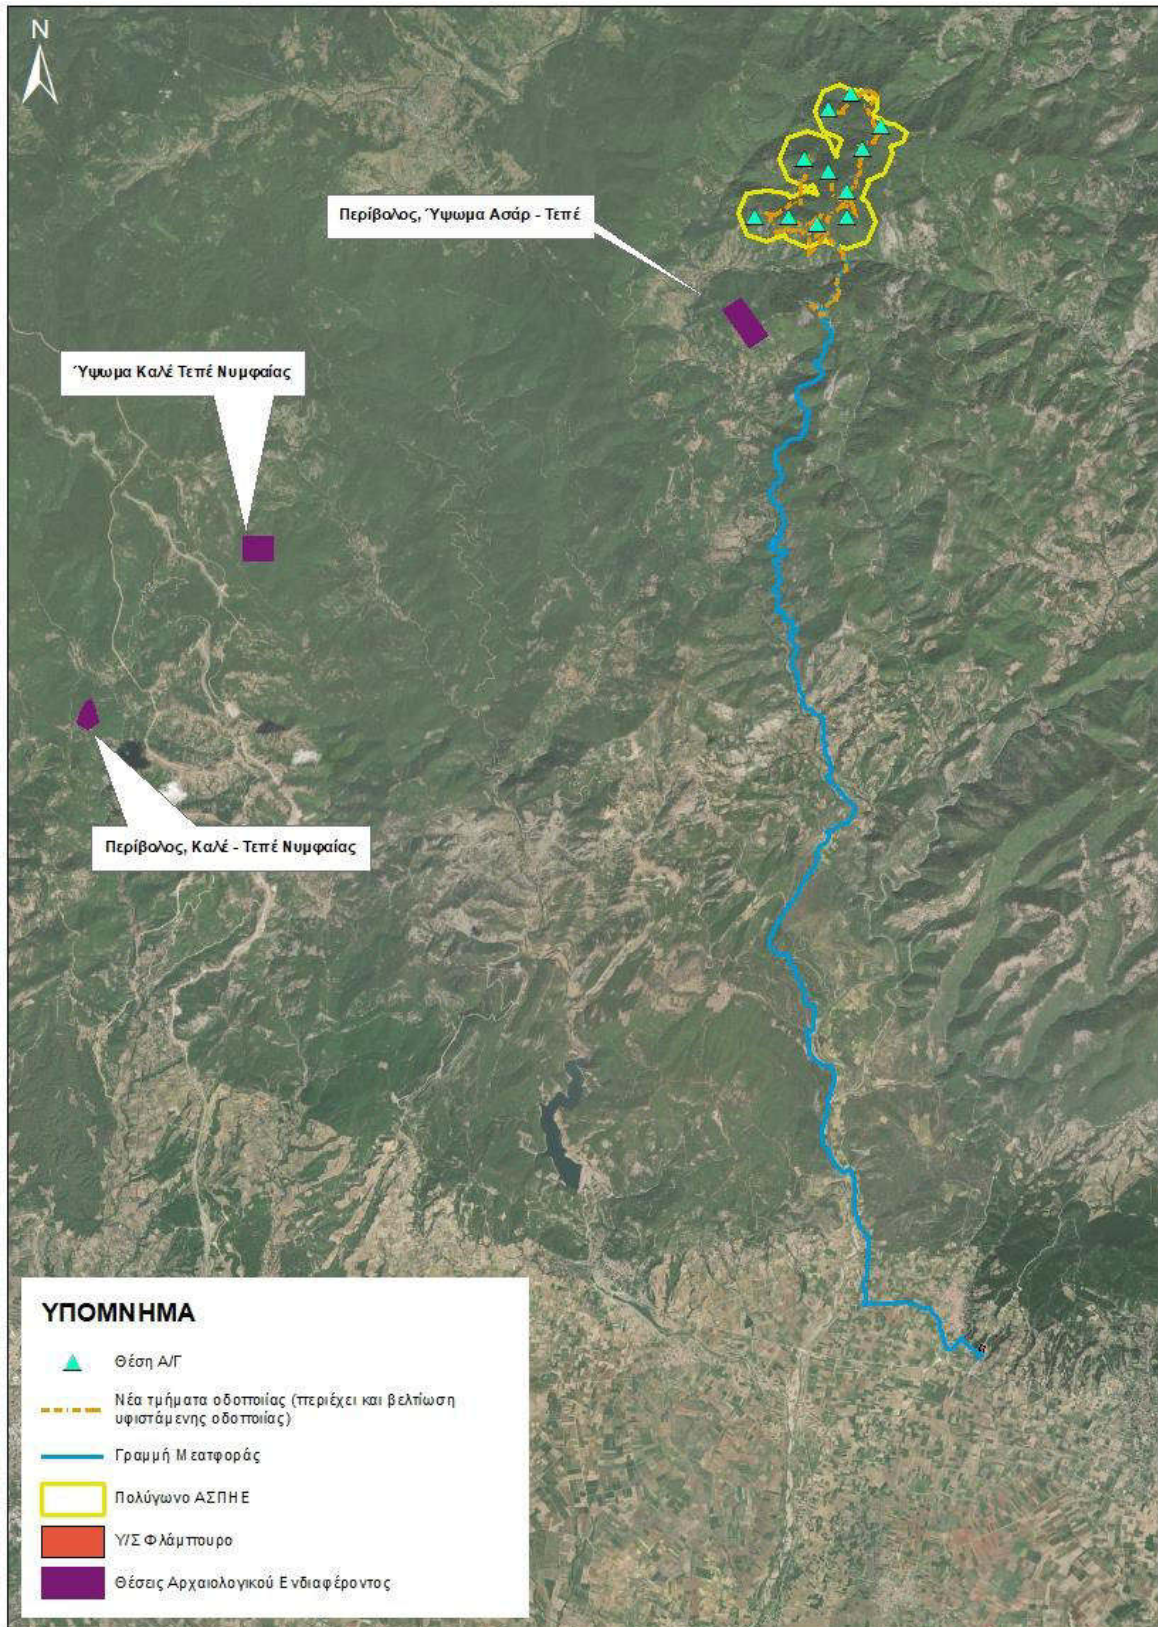 N
Περίβολος, Ύψωμα Ασάρ - Τεπέ
Ύψωμα Καλέ Τεπέ Νυμφαίας
Περίβολος, Καλέ - Τεπέ Νυμφαίας
ΥΠΟΜΝΗΜΑ
Θέση Α/Γ
Νέα τμήματα οδοποιίας (περιέχει και βελτίωση
υφιστάμενης οδοποιίας)
Γραμμή Μεατφοράς
Πολύγωνο ΑΣΠΗΕ
Υ/Σ Φλάμπουρο
Θέσεις Αρχαιολογικού Ενδιαφέροντος